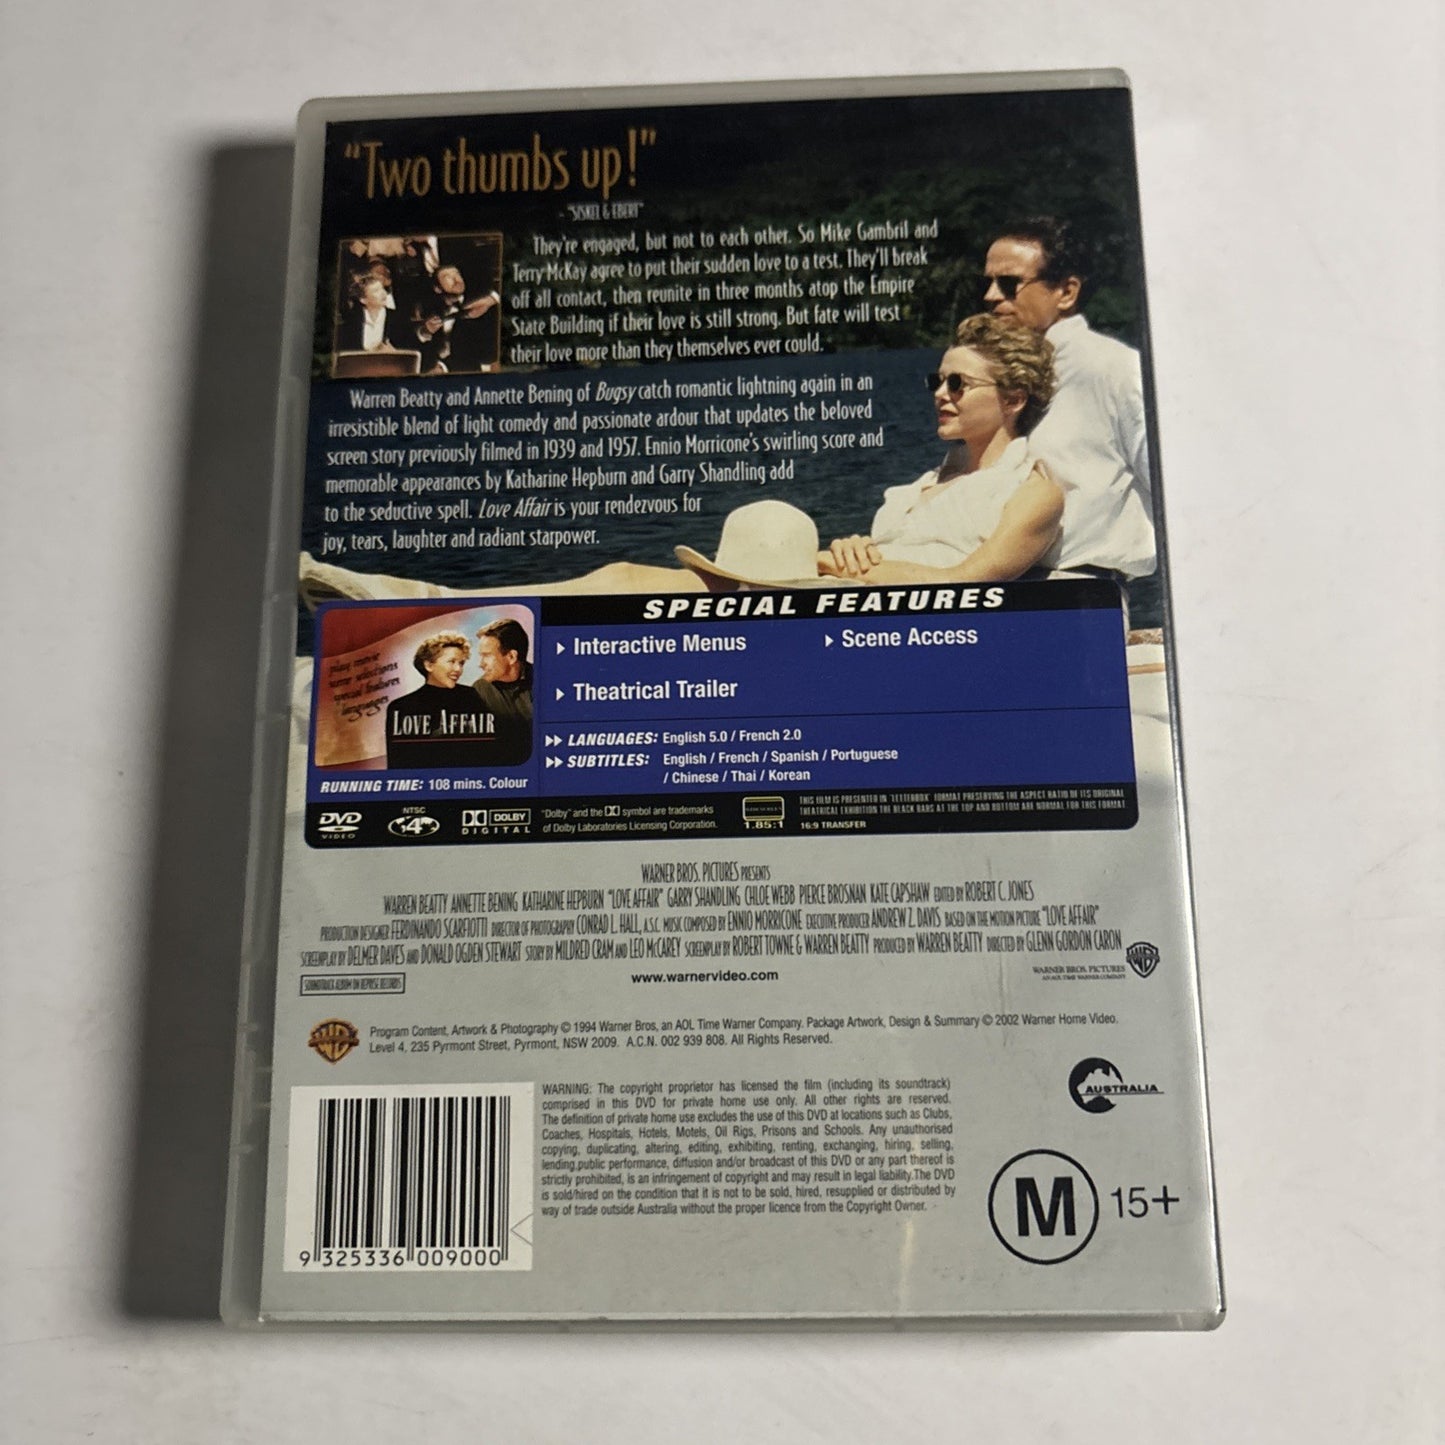 “Two thumbs up!”
- "SISKEL & EBERT"
They're engaged, but not to each other. So Mike Gambril and
Terry McKay agree to put their sudden love to a test. They'll break
off all contact, then reunite in three months atop the Empire
State Building if their love is still strong. But fate will test
their love more than they themselves ever could.
Warren Beatty and Annette Bening of Bugsy catch romantic lightning again in an
irresistible blend of light comedy and passionate ardour that updates the beloved
screen story previously filmed in 1939 and 1957. Ennio Morricone's swirling score and
memorable appearances by Katharine Hepburn and Garry Shandling add
to the seductive spell. Love Affair is your rendezvous for
joy, tears, laughter and radiant starpower.
SPECIAL FEATURES
Interactive Menus
Scene Access
Theatrical Trailer
play movie
scene selections
special features
languages
LOVE AFFAIR
LANGUAGES: English 5.0 / French 2.0
SUBTITLES: English / French / Spanish / Portuguese
/ Chinese / Thai / Korean
RUNNING TIME: 108 mins. Colour
DVD VIDEO
NTSC
4
DOLBY DIGITAL
"Dolby" and the symbol are trademarks
of Dolby Laboratories Licensing Corporation.
1.85:1
THIS FILM IS PRESENTED IN 'LETTERBOX' FORMAT PRESERVING THE ASPECT RATIO OF ITS ORIGINAL
THEATRICAL EXHIBITION THE BLACK BARS AT THE TOP AND BOTTOM ARE NORMAL FOR THIS FORMAT
16:9 TRANSFER
WARNER BROS. PICTURES PRESENTS
WARREN BEATTY ANNETTE BENING KATHARINE HEPBURN "LOVE AFFAIR" GARRY SHANDLING CHLOE WEBB PIERCE BROSNAN KATE CAPSHAW EDITED BY ROBERT C. JONES
PRODUCTION DESIGNER FERDINANDO SCARFIOTTI DIRECTOR OF PHOTOGRAPHY CONRAD L. HALL, A.S.C. MUSIC COMPOSED BY ENNIO MORRICONE EXECUTIVE PRODUCER ANDREW Z. DAVIS BASED ON THE MOTION PICTURE "LOVE AFFAIR"
SCREENPLAY BY DELMER DAVES AND DONALD OGDEN STEWART STORY BY MILDRED CRAM AND LEO McCAREY SCREENPLAY BY ROBERT TOWNE & WARREN BEATTY PRODUCED BY WARREN BEATTY DIRECTED BY GLENN GORDON CARON
SOUNDTRACK ALBUM ON REPRISE RECORDS
www.warnervideo.com
WARNER BROS. PICTURES
AN AOL TIME WARNER COMPANY
Program Content, Artwork & Photography © 1994 Warner Bros, an AOL Time Warner Company. Package Artwork, Design & Summary © 2002 Warner Home Video.
Level 4, 235 Pyrmont Street, Pyrmont, NSW 2009. A.C.N. 002 939 808. All Rights Reserved.
WARNING: The copyright proprietor has licensed the film (including its soundtrack)
comprised in this DVD for private home use only. All other rights are reserved.
The definition of private home use excludes the use of this DVD at locations such as Clubs,
Coaches, Hospitals, Hotels, Motels, Oil Rigs, Prisons and Schools. Any unauthorised
copying, duplicating, altering, editing, exhibiting, renting, exchanging, hiring, selling,
lending,public performance, diffusion and/or broadcast of this DVD or any part thereof is
strictly prohibited, is an infringement of copyright and may result in legal liability.The DVD
is sold/hired on the condition that it is not to be sold, hired, resupplied or distributed by
way of trade outside Australia without the proper licence from the Copyright Owner.
AUSTRALIA
M 15+
9 325336 009000